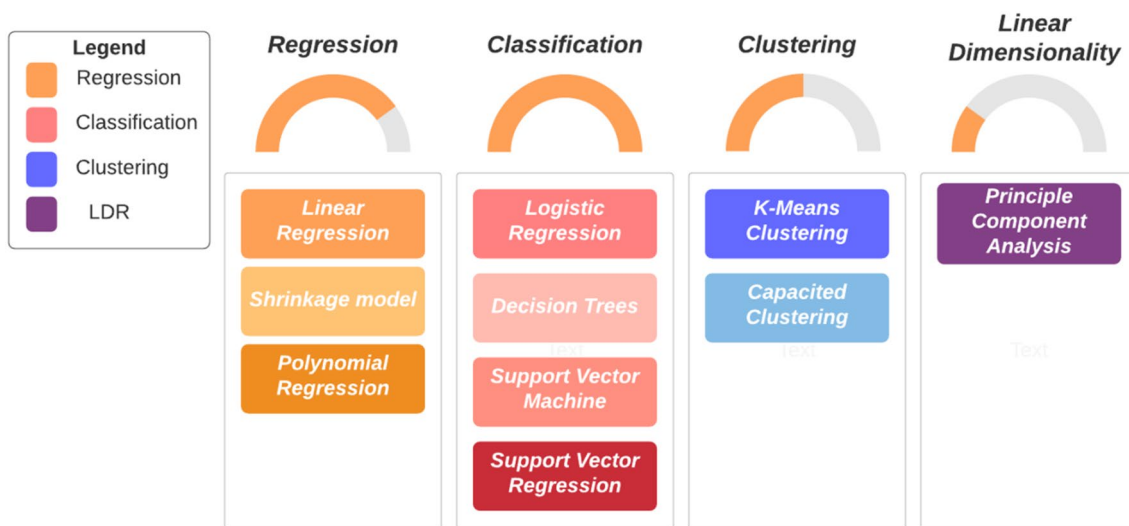 Legend
Regression
Classification
Clustering
LDR
Regression
Classification
Clustering
Linear
Dimensionality
Linear
Regression
Shrinkage model
Polynomial
Regression
Logistic
Regression
Decision Trees
Text
Support Vector
Machine
Support Vector
Regression
K-Means
Clustering
Capacited
Clustering
Text
Principle
Component
Analysis
Text